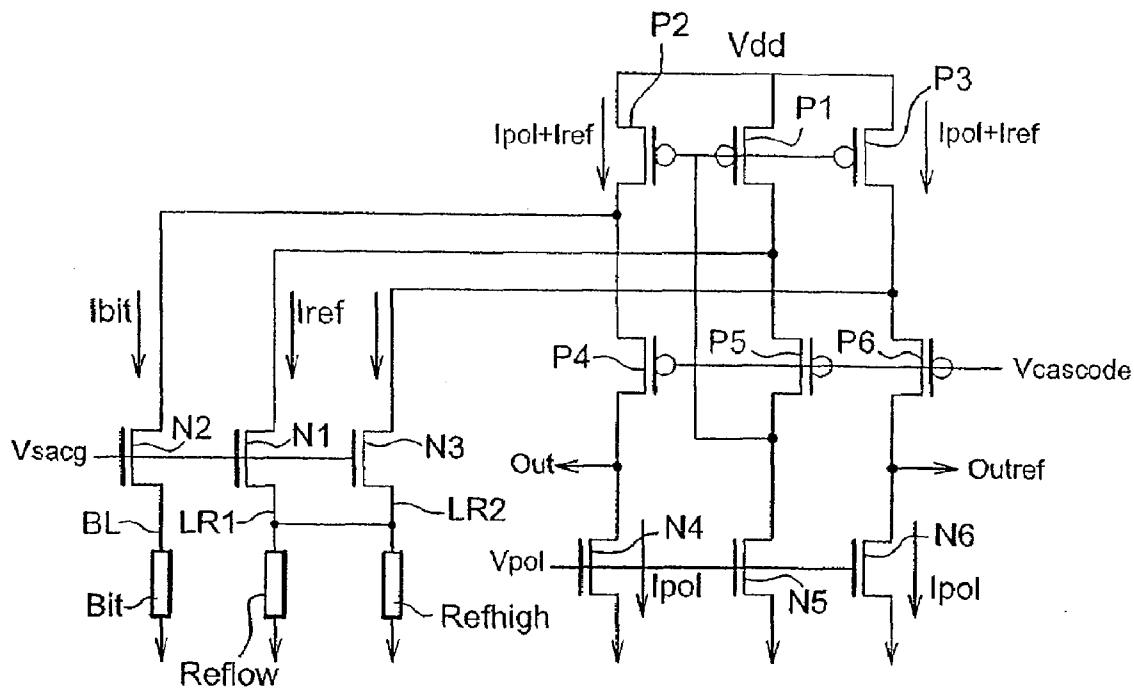 P2
Vdd
P3
P1
Ipol+Iref
Ipol+Iref
Ibit
Iref
P4
P5
P6
Vcascode
Vsacg
N2
N1
N3
Out
Outref
BL
LR1
LR2
Vpol
N4
N6
Ipol
N5
Ipol
Bit
Refhigh
Reflow